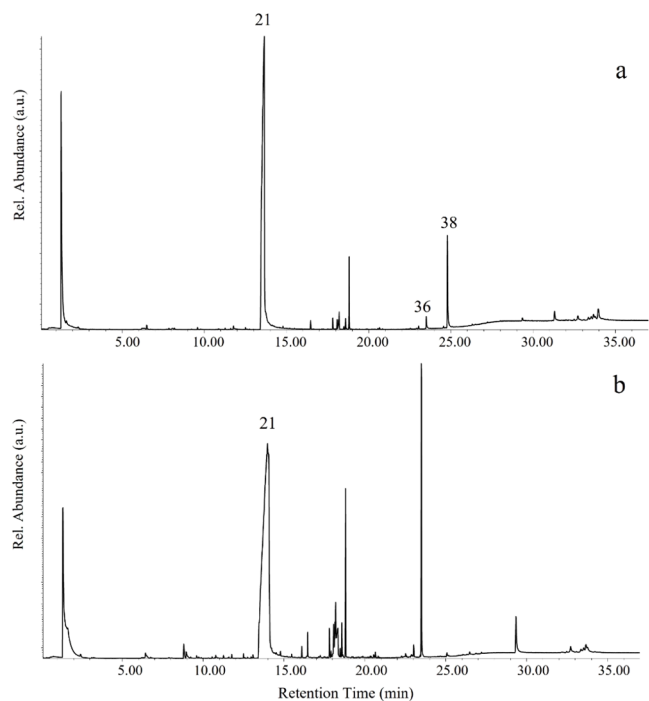 21
a
Rel. Abundance (a.u.)
38
36
5.00 10.00 15.00 20.00 25.00 30.00 35.00
b
21
Rel. Abundance (a.u.)
5.00 10.00 15.00 20.00 25.00 30.00 35.00
Retention Time (min)